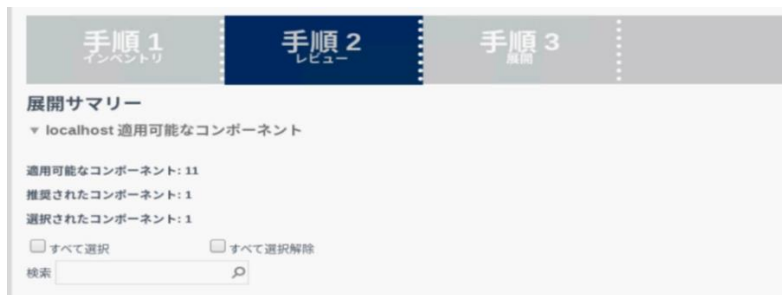 手順 1
インベントリ
手順 2
レビュー
手順 3
展開
展開サマリー
▼ localhost 適用可能なコンポーネント
適用可能なコンポーネント: 11
推奨されたコンポーネント: 1
選択されたコンポーネント: 1
すべて選択 すべて選択解除
検索